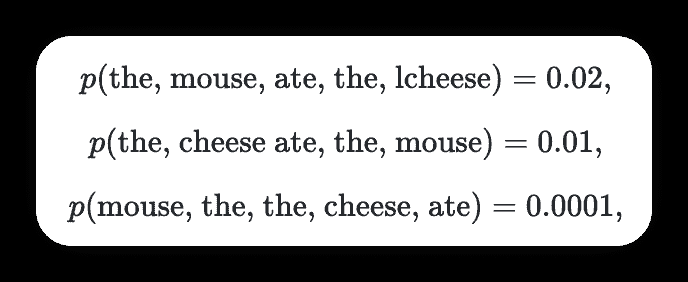 p(the, mouse, ate, the, lcheese) = 0.02,
p(the, cheese ate, the, mouse) = 0.01,
p(mouse, the, the, cheese, ate) = 0.0001,